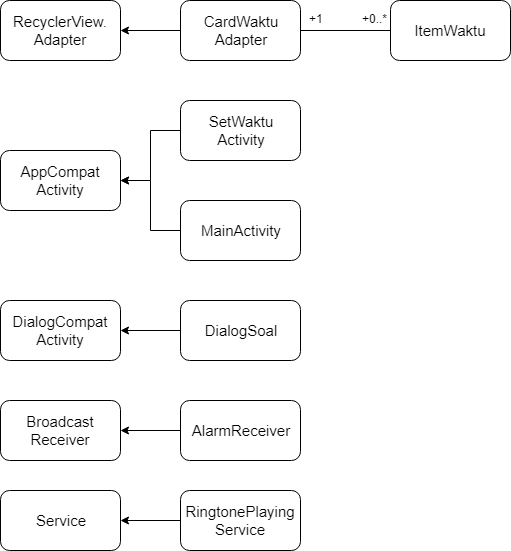 RecyclerView.
Adapter
CardWaktu
Adapter
+1
+0..*
ItemWaktu
SetWaktu
Activity
AppCompat
Activity
MainActivity
DialogCompat
Activity
DialogSoal
Broadcast
Receiver
AlarmReceiver
Service
RingtonePlaying
Service